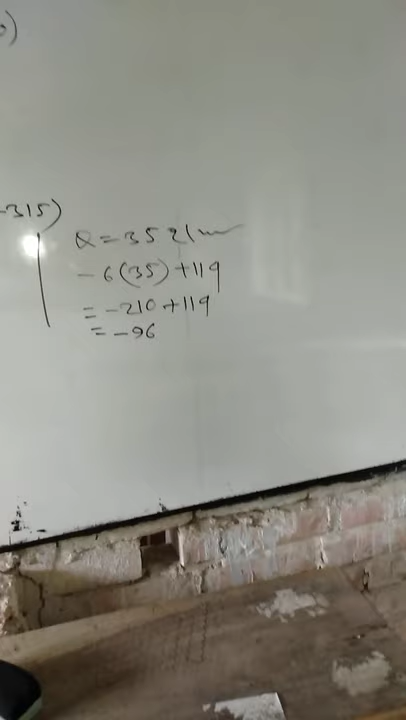 )
-315)
Q = 35
- 6(35) + 119
= - 210 + 119
= - 96